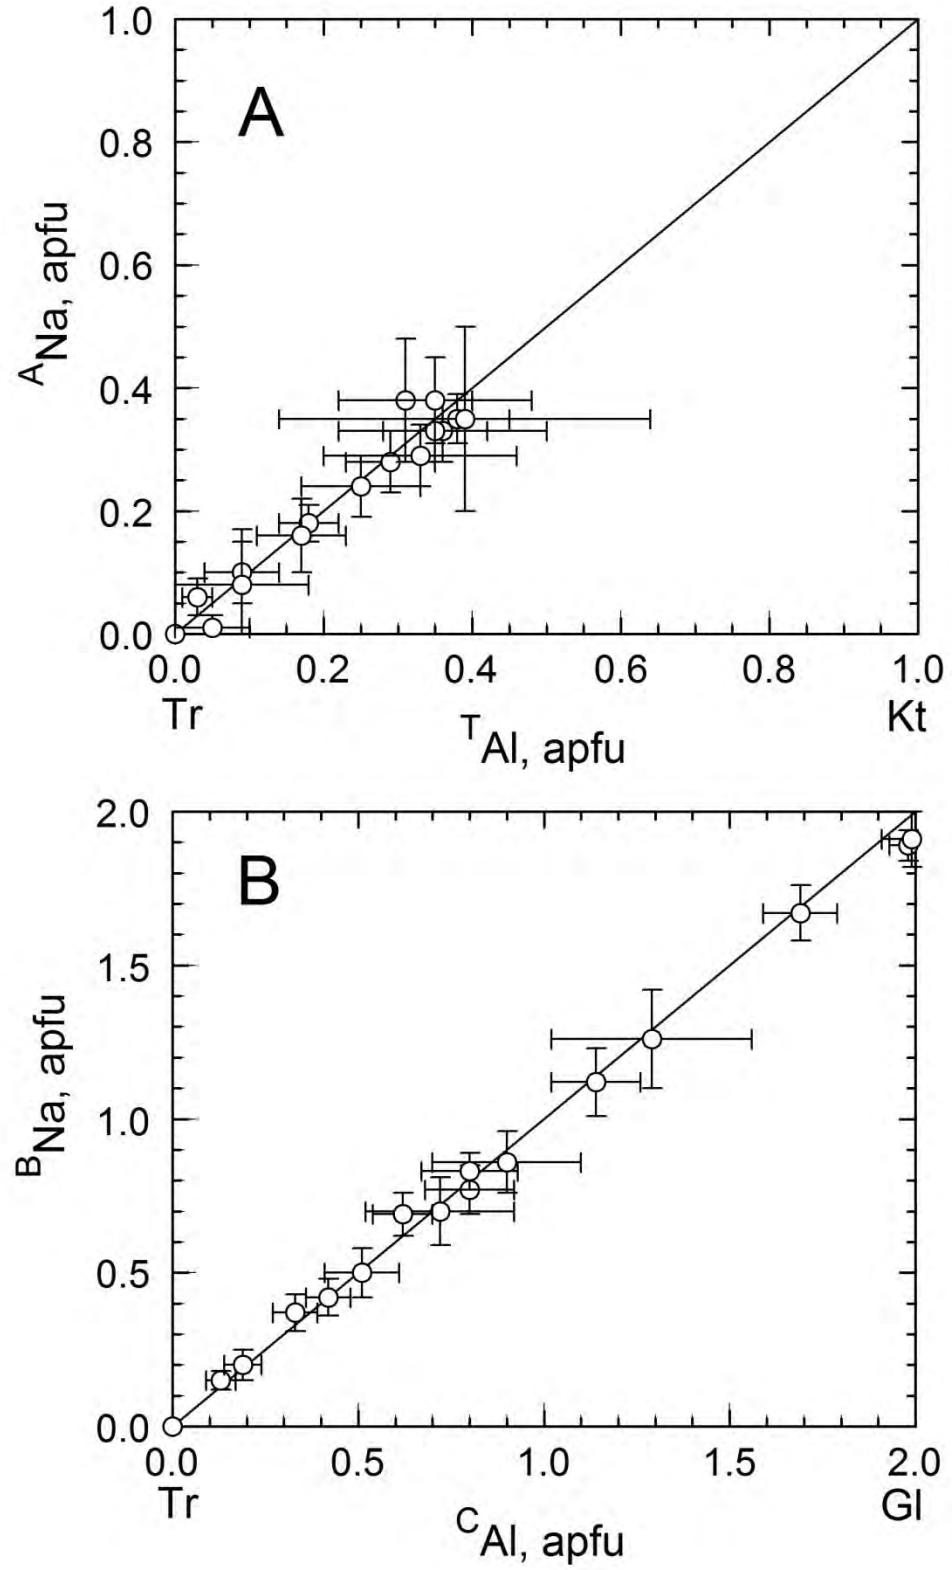 1.0
A
0.8
0.6
ᴬNa, apfu
0.4
0.2
0.0
0.0 0.2 0.4 0.6 0.8 1.0
Tr Kt
ᵀAl, apfu
2.0
B
1.5
ᴮNa, apfu
1.0
0.5
0.0
0.0 0.5 1.0 1.5 2.0
Tr Gl
ᶜAl, apfu